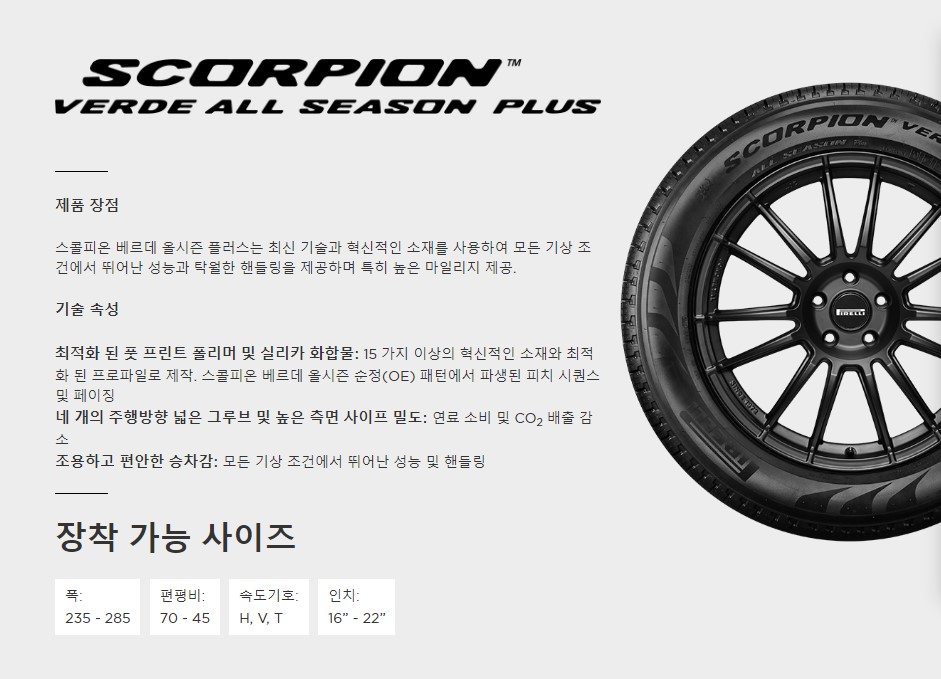 SCORPION™
VERDE ALL SEASON PLUS
제품 장점
스콜피온 베르데 올시즌 플러스는 최신 기술과 혁신적인 소재를 사용하여 모든 기상 조
건에서 뛰어난 성능과 탁월한 핸들링을 제공하며 특히 높은 마일리지 제공.
기술 속성
최적화 된 풋 프린트 폴리머 및 실리카 화합물: 15 가지 이상의 혁신적인 소재와 최적
화 된 프로파일로 제작. 스콜피온 베르데 올시즌 순정(OE) 패턴에서 파생된 피치 시퀀스
및 페이징
네 개의 주행방향 넓은 그루브 및 높은 측면 사이프 밀도: 연료 소비 및 CO₂ 배출 감
소
조용하고 편안한 승차감: 모든 기상 조건에서 뛰어난 성능 및 핸들링
장착 가능 사이즈
폭: 편평비: 속도기호: 인치:
235 - 285 70 - 45 H, V, T 16” - 22”
SCORPION™ VER
ALL SEASON
PIRELLI
PIRELLI